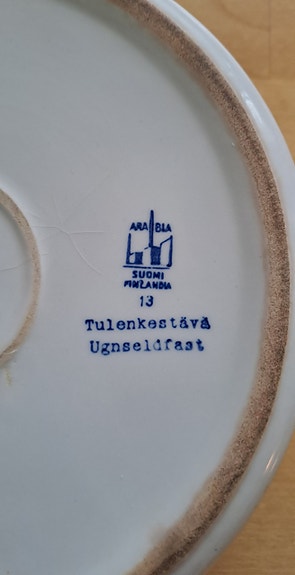 ARABIA
SUOMI
FINLANDIA
13
Tulenkestävä
Ugnseldfast